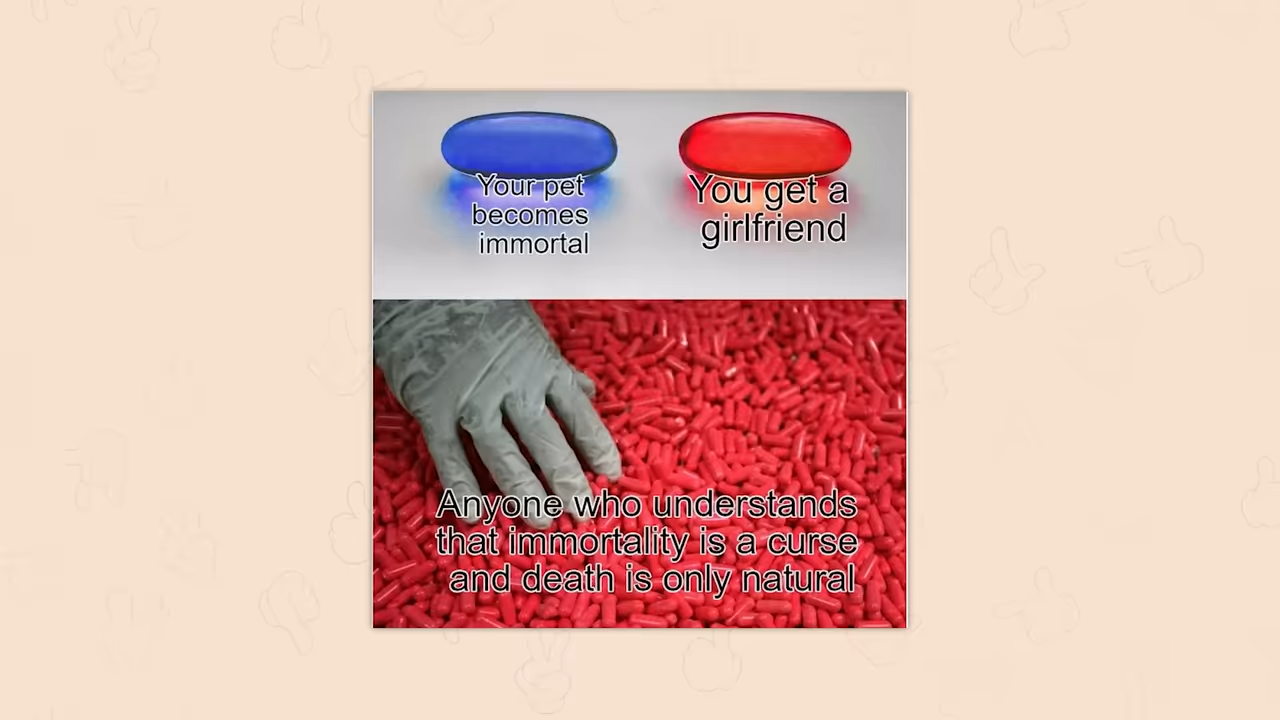 Your pet
becomes
immortal
You get a
girlfriend
Anyone who understands
that immortality is a curse
and death is only natural